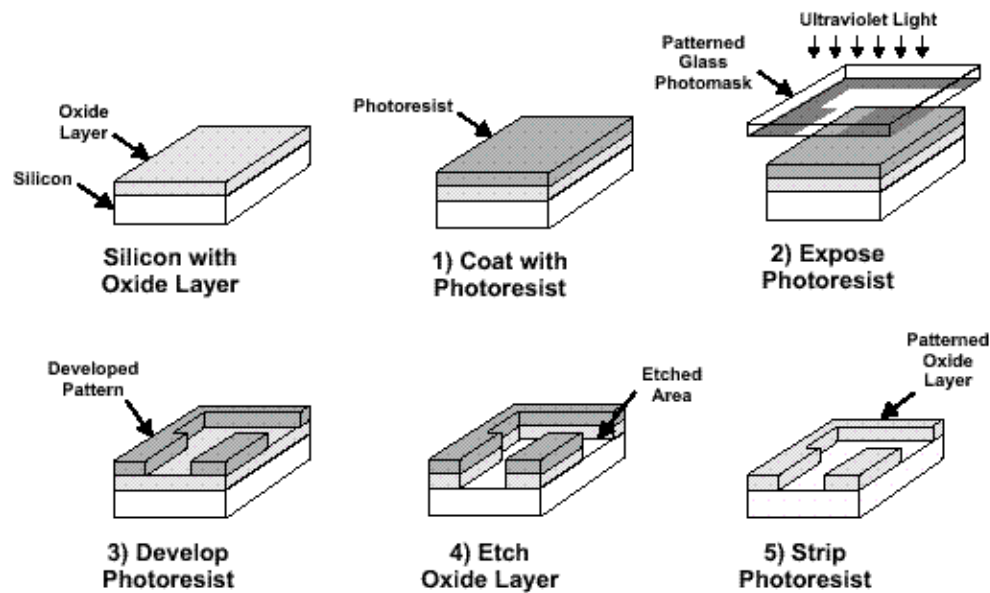 Oxide
Layer
Silicon
Silicon with
Oxide Layer
Photoresist
1) Coat with
Photoresist
Ultraviolet Light
Patterned
Glass
Photomask
2) Expose
Photoresist
Developed
Pattern
3) Develop
Photoresist
Etched
Area
4) Etch
Oxide Layer
Patterned
Oxide
Layer
5) Strip
Photoresist